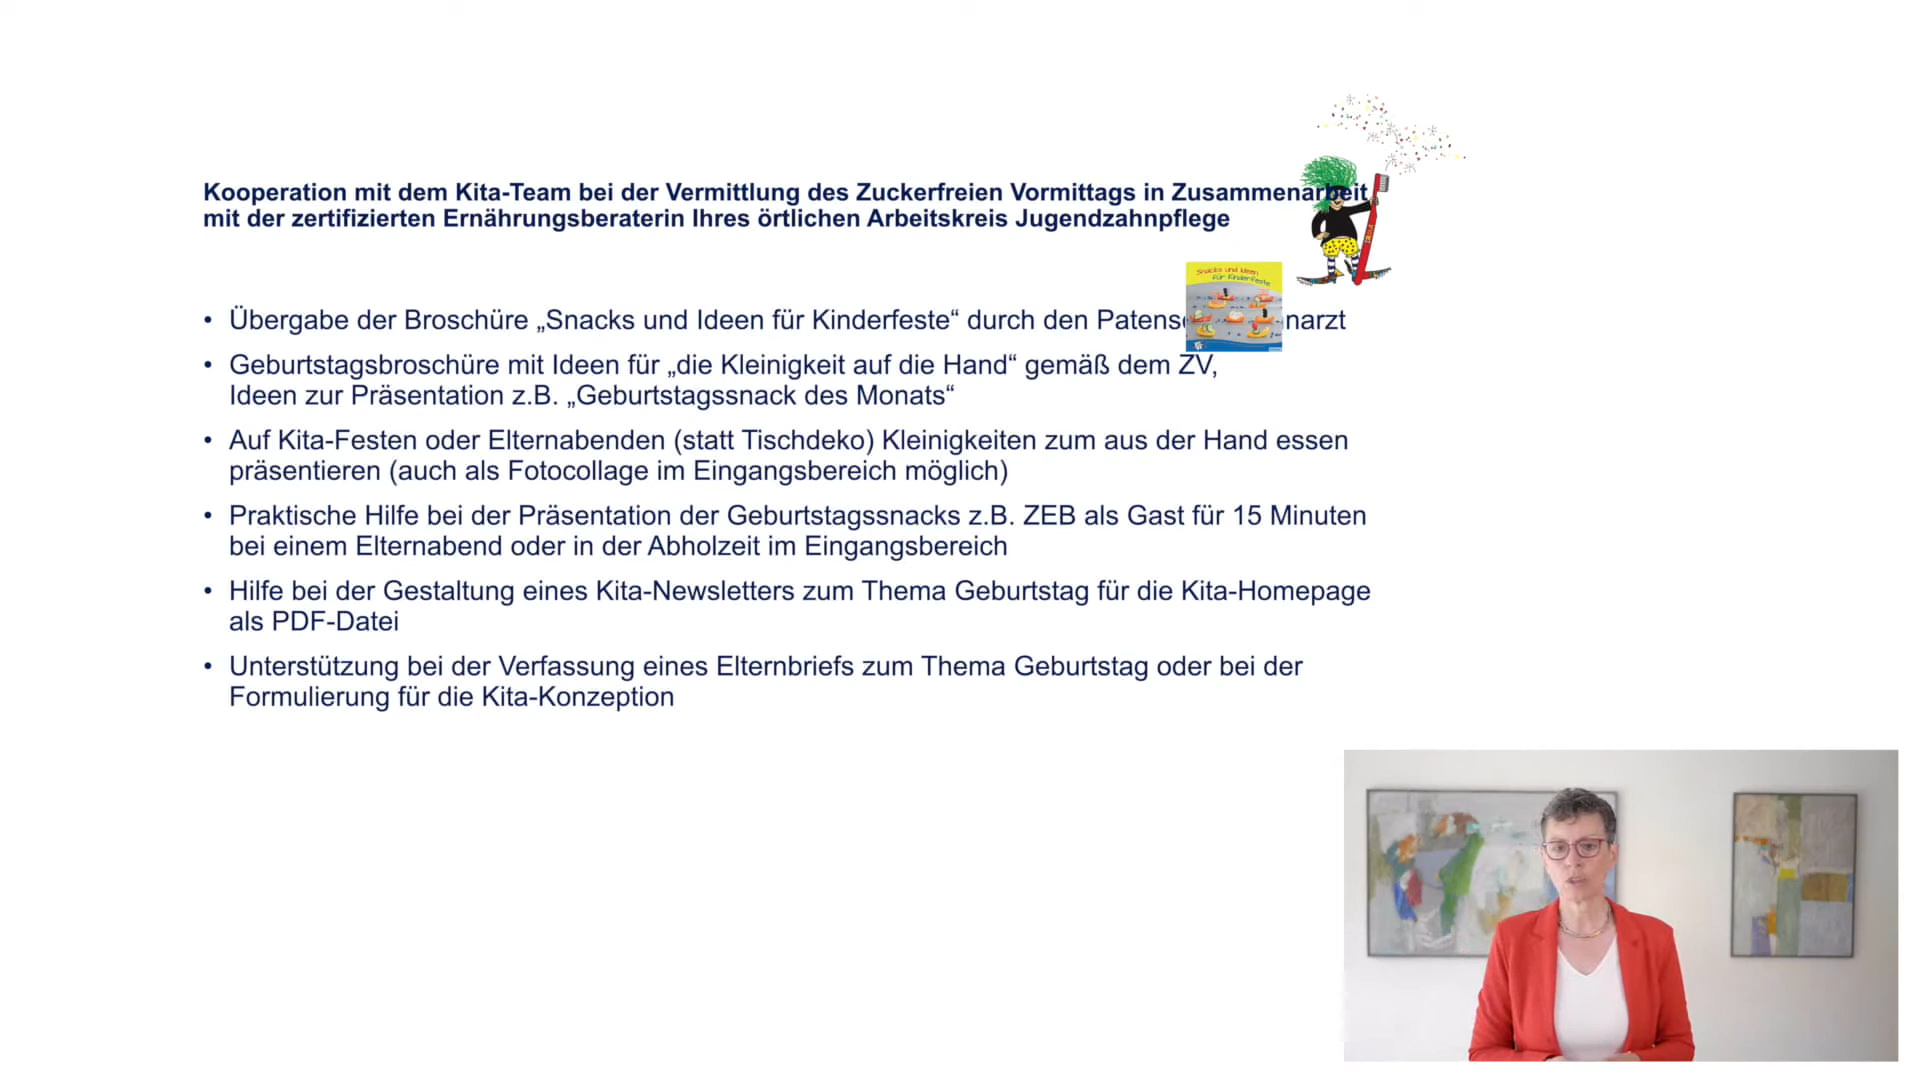 Kooperation mit dem Kita-Team bei der Vermittlung des Zuckerfreien Vormittags in Zusammenarbeit
mit der zertifizierten Ernährungsberaterin Ihres örtlichen Arbeitskreis Jugendzahnpflege
Snacks und Ideen
für Kinderfeste
• Übergabe der Broschüre „Snacks und Ideen für Kinderfeste“ durch den
• Geburtstagsbroschüre mit Ideen für „die Kleinigkeit auf die Hand“ gemäß dem ZV,
Ideen zur Präsentation z.B. „Geburtstagssnack des Monats“
• Auf Kita-Festen oder Elternabenden (statt Tischdeko) Kleinigkeiten zum aus der Hand essen
präsentieren (auch als Fotocollage im Eingangsbereich möglich)
• Praktische Hilfe bei der Präsentation der Geburtstagssnacks z.B. ZEB als Gast für 15 Minuten
bei einem Elternabend oder in der Abholzeit im Eingangsbereich
• Hilfe bei der Gestaltung eines Kita-Newsletters zum Thema Geburtstag für die Kita-Homepage
als PDF-Datei
• Unterstützung bei der Verfassung eines Elternbriefs zum Thema Geburtstag oder bei der
Formulierung für die Kita-Konzeption